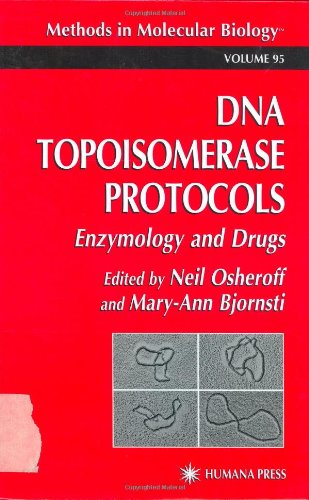 Methods in Molecular Biology™
VOLUME 95
DNA
TOPOISOMERASE
PROTOCOLS
Enzymology and Drugs
Edited by Neil Osheroff
and Mary-Ann Bjornsti
HUMANA PRESS